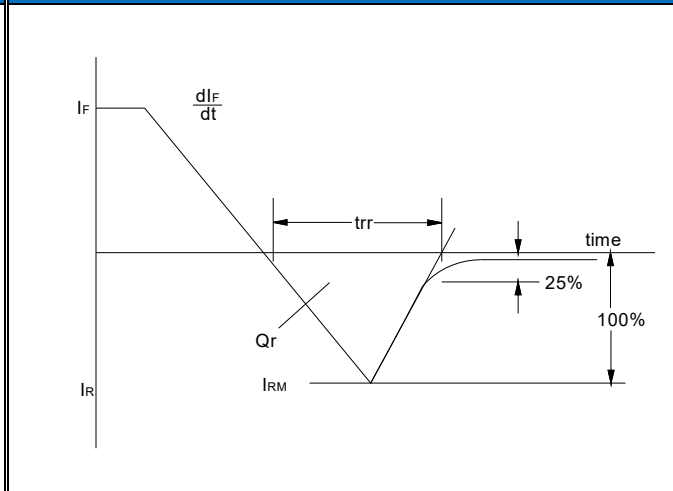 IF
dIF
dt
trr
time
25%
100%
Qr
IR
IRM